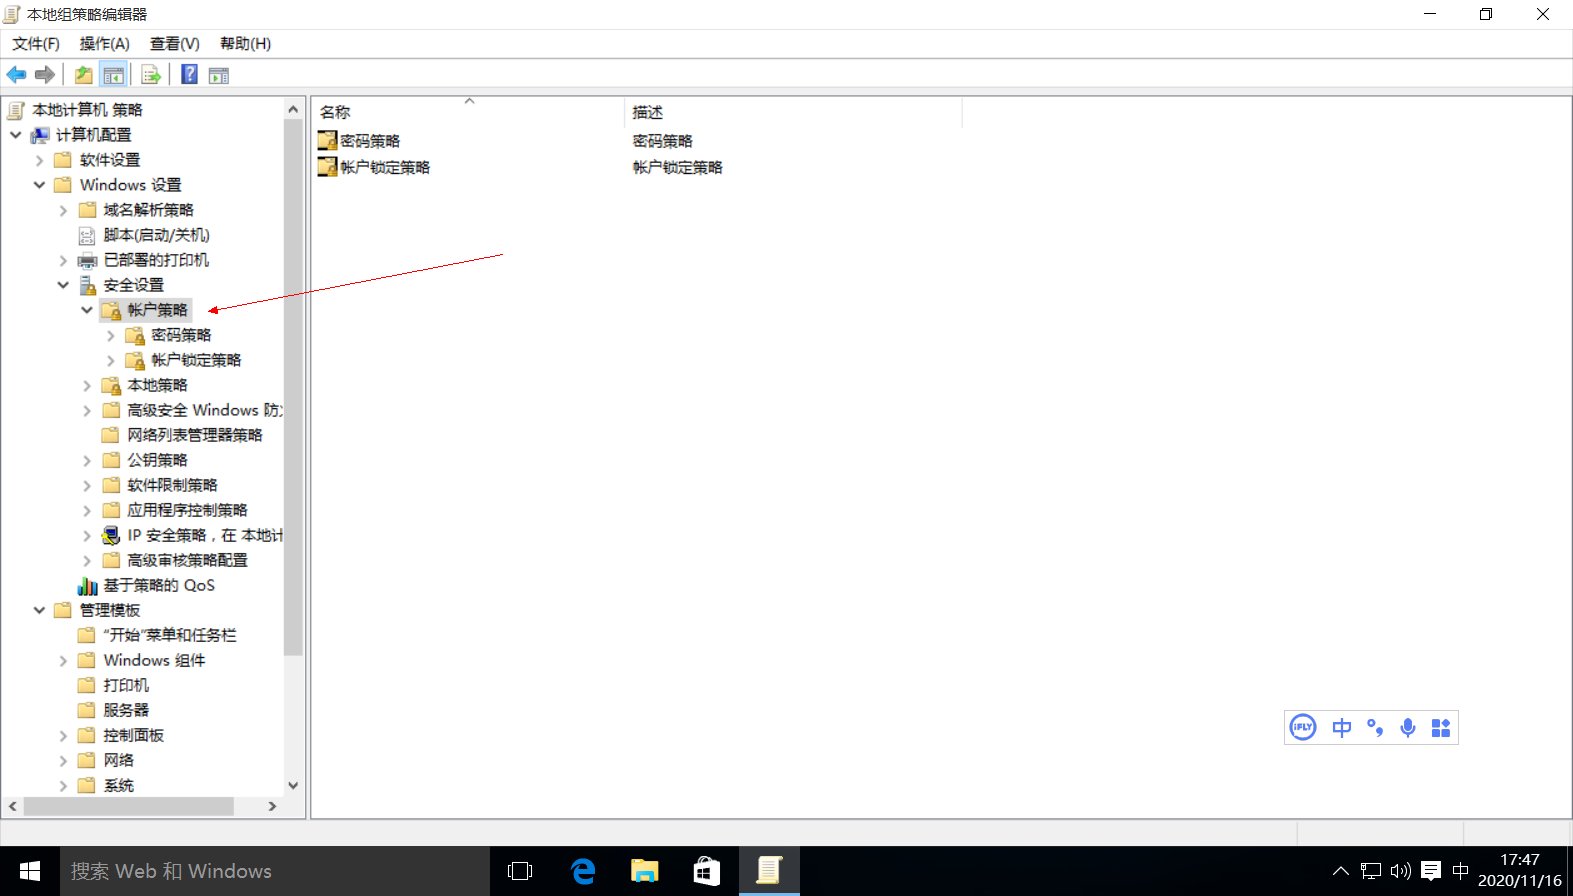 本地组策略编辑器
文件(F) 操作(A) 查看(V) 帮助(H)
本地计算机 策略
计算机配置
软件设置
Windows 设置
域名解析策略
脚本(启动/关机)
已部署的打印机
安全设置
帐户策略
密码策略
帐户锁定策略
本地策略
高级安全 Windows 防
网络列表管理器策略
公钥策略
软件限制策略
应用程序控制策略
IP 安全策略，在 本地计
高级审核策略配置
基于策略的 QoS
管理模板
“开始”菜单和任务栏
Windows 组件
打印机
服务器
控制面板
网络
系统
名称 描述
密码策略 密码策略
帐户锁定策略 帐户锁定策略
iFLY 中
搜索 Web 和 Windows
中
17:47
2020/11/16